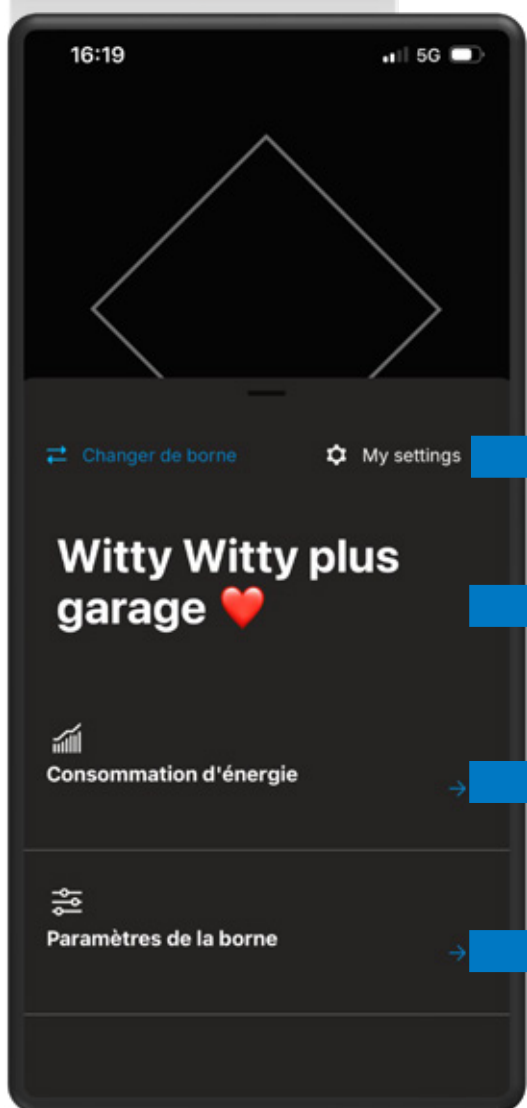 16:19 5G
Changer de borne My settings
Witty Witty plus
garage ❤️
Consommation d'énergie
Paramètres de la borne